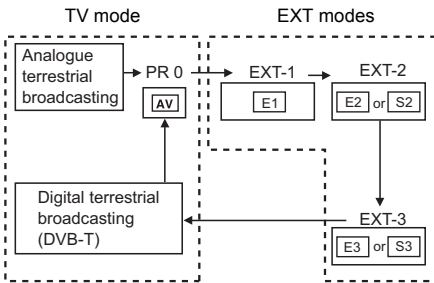 TV mode
EXT modes
Analogue
terrestrial
broadcasting
PR 0
AV
EXT-1
E1
EXT-2
E2 or S2
Digital terrestrial
broadcasting
(DVB-T)
EXT-3
E3 or S3